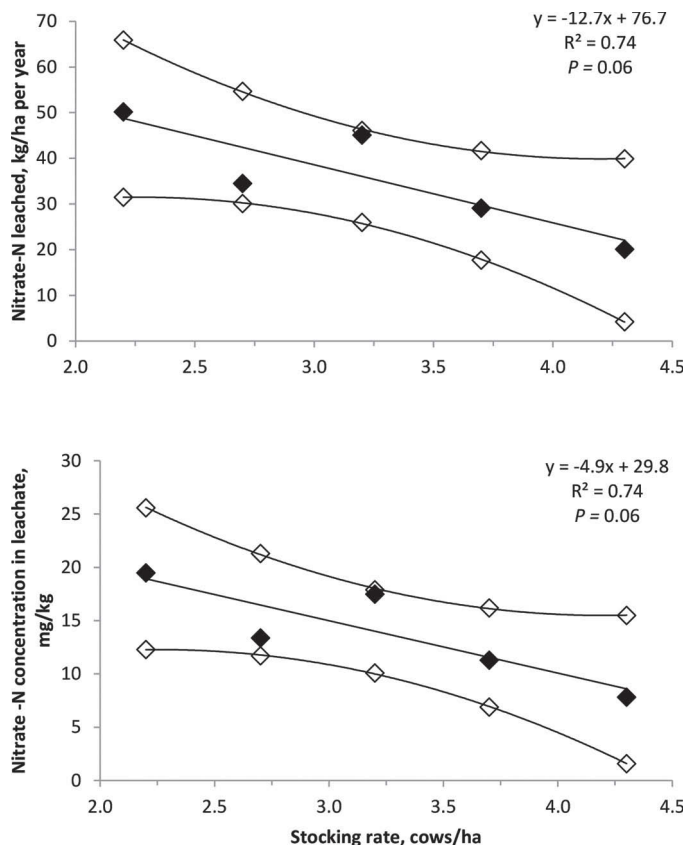 y = -12.7x + 76.7
R² = 0.74
P = 0.06
Nitrate-N leached, kg/ha per year
70
60
50
40
30
20
10
0
2.0 2.5 3.0 3.5 4.0 4.5
y = -4.9x + 29.8
R² = 0.74
P = 0.06
Nitrate -N concentration in leachate,
mg/kg
30
25
20
15
10
5
0
2.0 2.5 3.0 3.5 4.0 4.5
Stocking rate, cows/ha